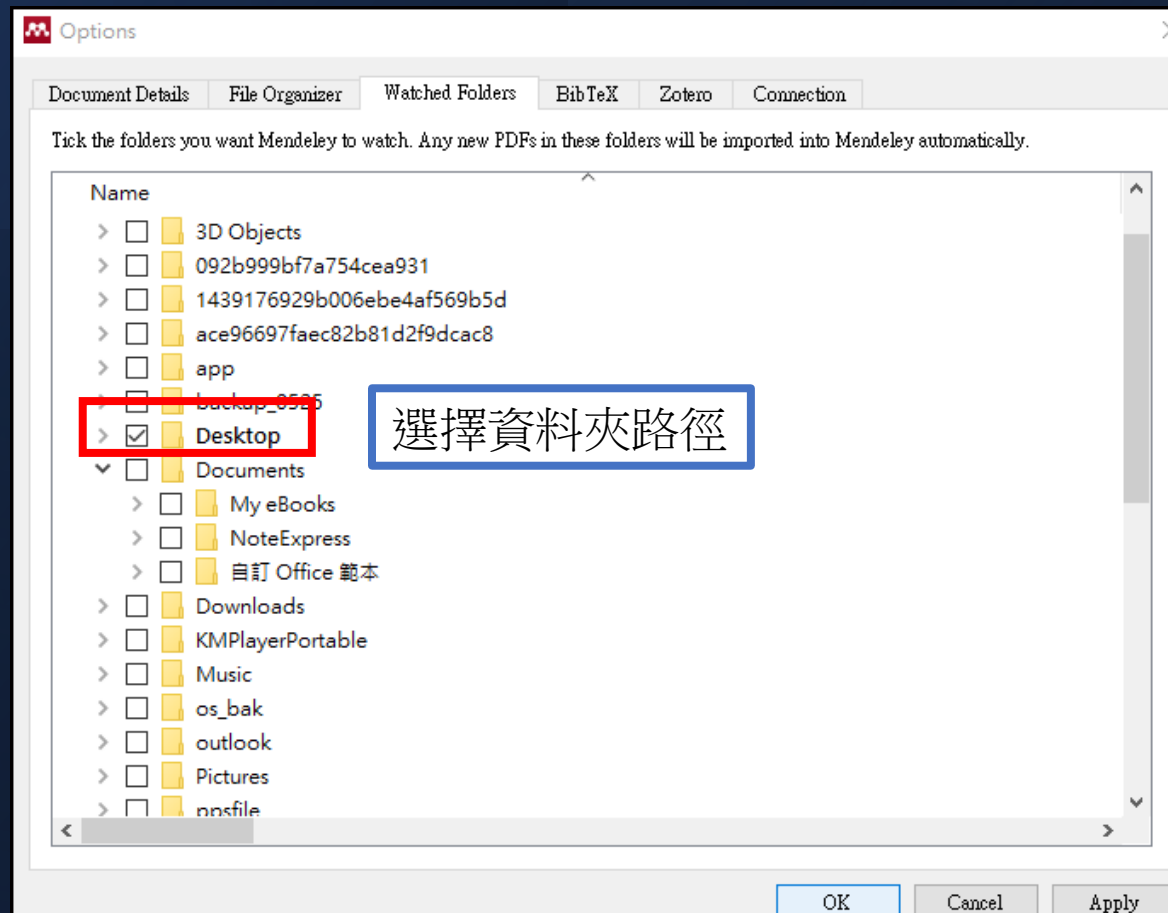 Options
Document Details File Organizer Watched Folders BibTeX Zotero Connection
Tick the folders you want Mendeley to watch. Any new PDFs in these folders will be imported into Mendeley automatically.
Name
3D Objects
092b999bf7a754cea931
1439176929b006ebe4af569b5d
ace96697faec82b81d2f9dcac8
app
backup_0525
Desktop
選擇資料夾路徑
Documents
My eBooks
NoteExpress
自訂 Office 範本
Downloads
KMPlayerPortable
Music
os_bak
outlook
Pictures
ppsfile
OK Cancel Apply